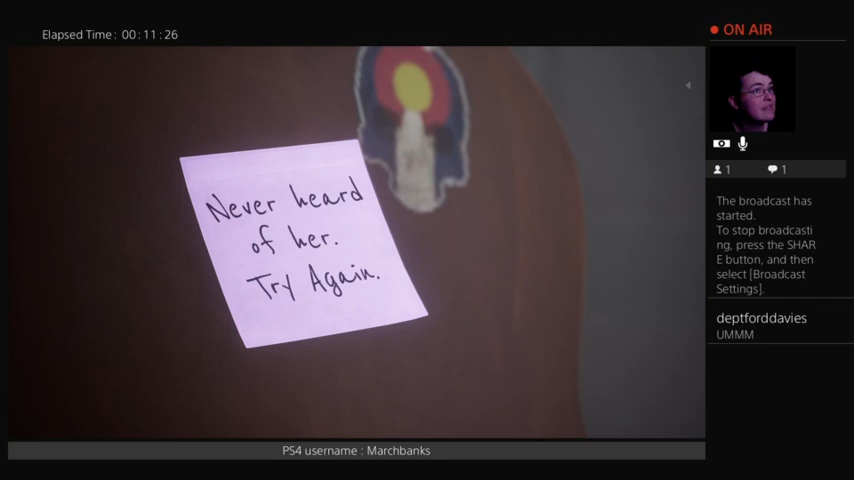 Elapsed Time : 00:11:26
ON AIR
Never heard
of her.
Try Again.
1
1
The broadcast has
started.
To stop broadcasti
ng, press the SHAR
E button, and then
select [Broadcast
Settings].
deptforddavies
UMMM
PS4 username : Marchbanks